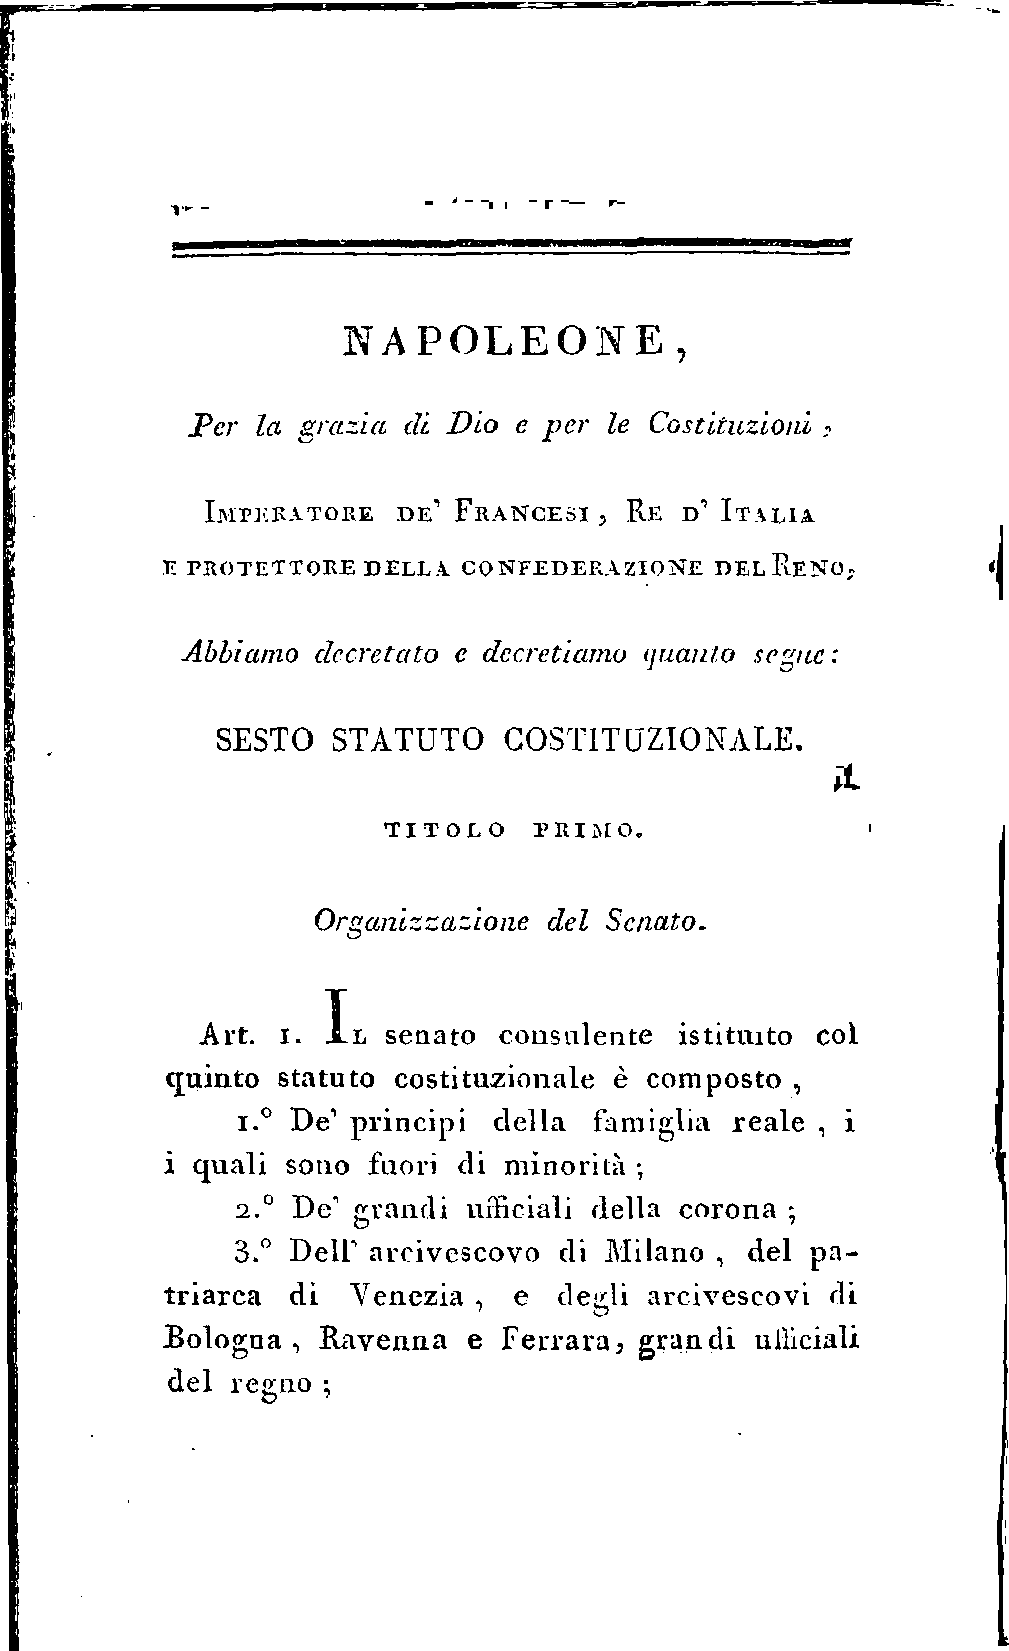 NAPOLEONE,
Per la grazia di Dio e per le Costituzioni,
IMPERATORE DE' FRANCESI, RE D' ITALIA
E PROTETTORE DELLA CONFEDERAZIONE DEL RENO,
Abbiamo decretato e decretiamo quanto segue:
SESTO STATUTO COSTITUZIONALE.
TITOLO PRIMO.
Organizzazione del Senato.
Art. 1. IL senato consulente istituito col
quinto statuto costituzionale è composto,
1.° De' principi della famiglia reale, i
i quali sono fuori di minorità;
2.° De' grandi ufficiali della corona;
3.° Dell' arcivescovo di Milano, del pa-
triarca di Venezia, e degli arcivescovi di
Bologna, Ravenna e Ferrara, grandi ufficiali
del regno;